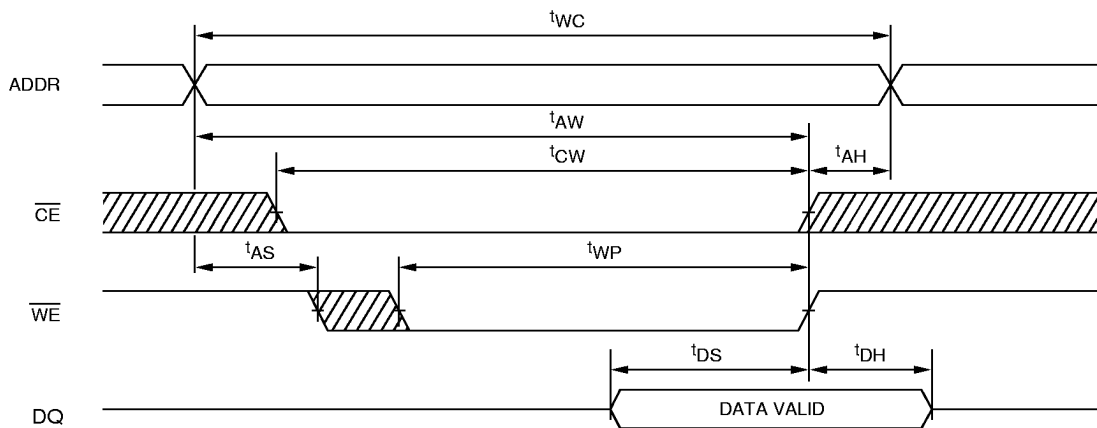 tWC
ADDR
tAW
tCW
tAH
CE
tAS
tWP
WE
tDS
tDH
DQ
DATA VALID